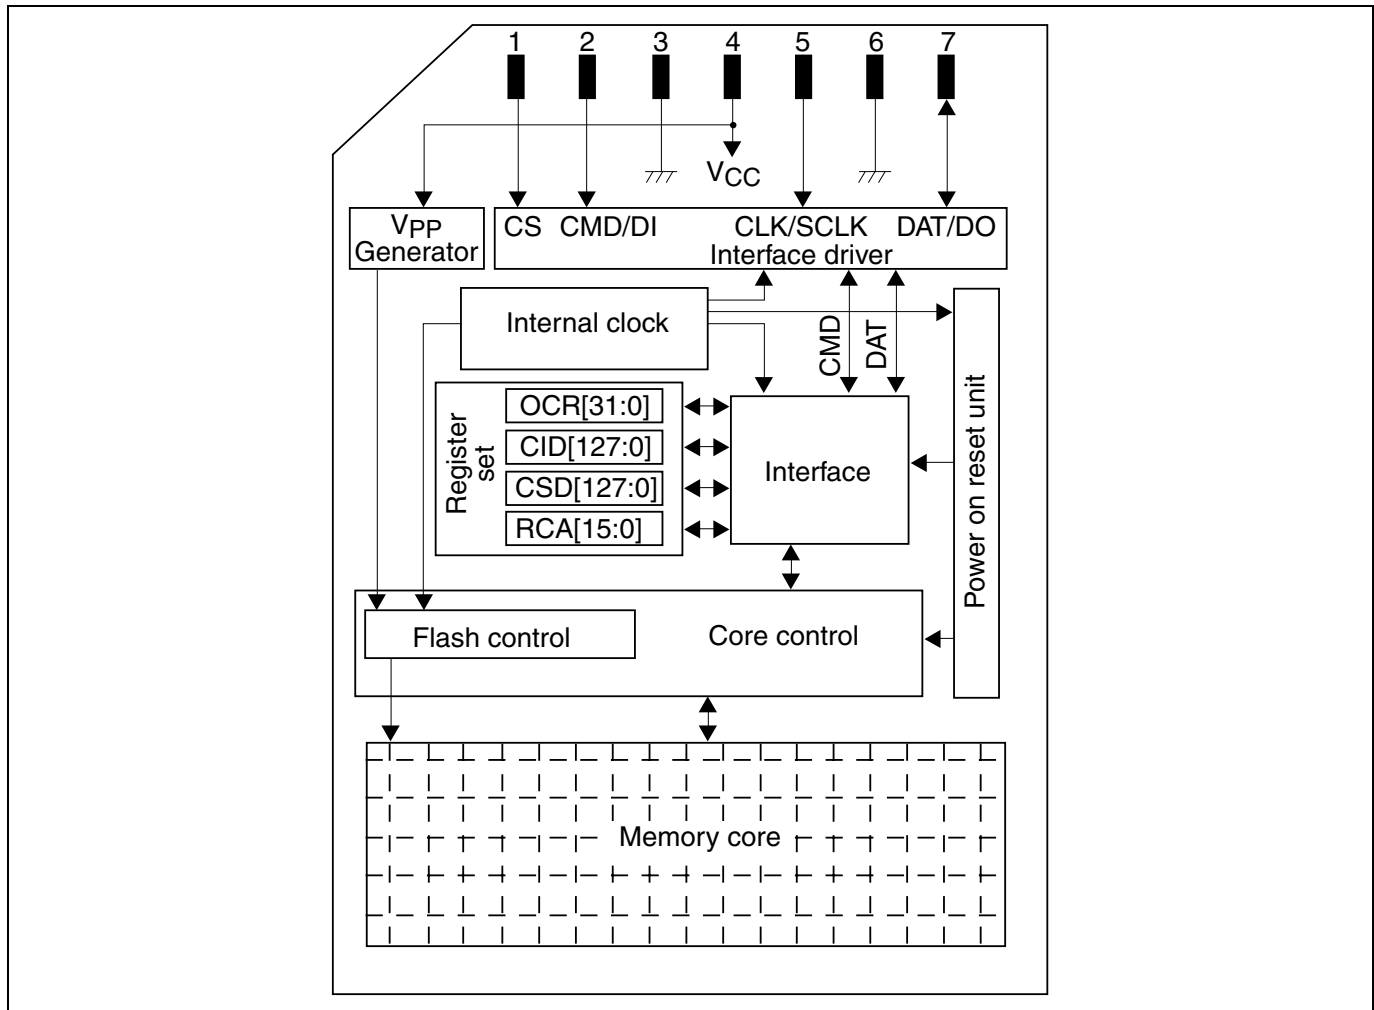 1 2 3 4 5 6 7
VCC
VPP
Generator
CS CMD/DI CLK/SCLK DAT/DO
Interface driver
Internal clock
CMD
DAT
Register
set
OCR[31:0]
CID[127:0]
CSD[127:0]
RCA[15:0]
Interface
Power on reset unit
Flash control
Core control
Memory core